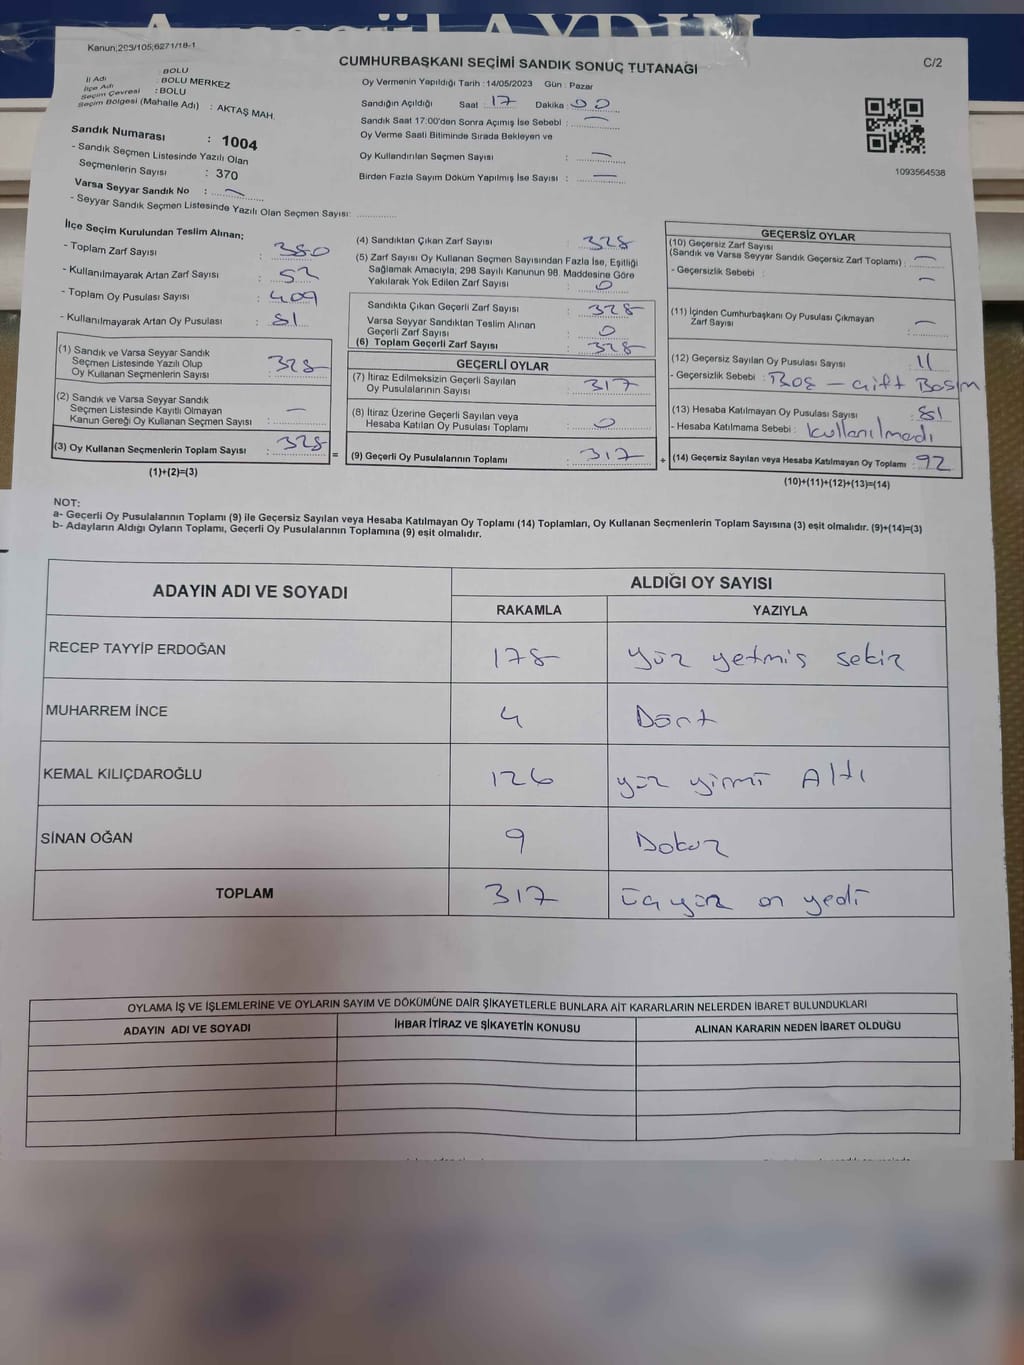 Ayşegül AYDIN
Kanun;298/105;6271/18-1
CUMHURBAŞKANI SEÇİMİ SANDIK SONUÇ TUTANAĞI
C/2
İl Adı : BOLU
İlçe Adı : BOLU MERKEZ
Seçim Çevresi : BOLU
Seçim Bölgesi (Mahalle Adı) : AKTAŞ MAH.
Oy Vermenin Yapıldığı Tarih : 14/05/2023 Gün : Pazar
Sandığın Açıldığı Saat : 17 Dakika : 00
Sandık Saat 17:00'den Sonra Açımış İse Sebebi : —
Oy Verme Saati Bitiminde Sırada Bekleyen ve
Oy Kullandırılan Seçmen Sayısı : —
Birden Fazla Sayım Döküm Yapılmış İse Sayısı : —
1093564538
Sandık Numarası : 1004
- Sandık Seçmen Listesinde Yazılı Olan
Seçmenlerin Sayısı : 370
Varsa Seyyar Sandık No : —
- Seyyar Sandık Seçmen Listesinde Yazılı Olan Seçmen Sayısı:
İlçe Seçim Kurulundan Teslim Alınan;
- Toplam Zarf Sayısı : 380
- Kullanılmayarak Artan Zarf Sayısı : 52
- Toplam Oy Pusulası Sayısı : 409
- Kullanılmayarak Artan Oy Pusulası : 81
(1) Sandık ve Varsa Seyyar Sandık
Seçmen Listesinde Yazılı Olup
Oy Kullanan Seçmenlerin Sayısı : 328
(2) Sandık ve Varsa Seyyar Sandık
Seçmen Listesinde Kayıtlı Olmayan
Kanun Gereği Oy Kullanan Seçmen Sayısı : —
(3) Oy Kullanan Seçmenlerin Toplam Sayısı : 328
(1)+(2)=(3)
(4) Sandıktan Çıkan Zarf Sayısı : 328
(5) Zarf Sayısı Oy Kullanan Seçmen Sayısından Fazla İse, Eşitliği
Sağlamak Amacıyla; 298 Sayılı Kanunun 98. Maddesine Göre
Yakılarak Yok Edilen Zarf Sayısı : 0
Sandıkta Çıkan Geçerli Zarf Sayısı : 328
Varsa Seyyar Sandıktan Teslim Alınan
Geçerli Zarf Sayısı : 0
(6) Toplam Geçerli Zarf Sayısı : 328
GEÇERLİ OYLAR
(7) İtiraz Edilmeksizin Geçerli Sayılan
Oy Pusulalarının Sayısı : 317
(8) İtiraz Üzerine Geçerli Sayılan veya
Hesaba Katılan Oy Pusulası Toplamı : 0
= (9) Geçerli Oy Pusulalarının Toplamı : 317
GEÇERSİZ OYLAR
(10) Geçersiz Zarf Sayısı
(Sandık ve Varsa Seyyar Sandık Geçersiz Zarf Toplamı) : —
- Geçersizlik Sebebi : —
(11) İçinden Cumhurbaşkanı Oy Pusulası Çıkmayan
Zarf Sayısı : —
(12) Geçersiz Sayılan Oy Pusulası Sayısı : 11
- Geçersizlik Sebebi : Boş — Çift Basım
(13) Hesaba Katılmayan Oy Pusulası Sayısı : 81
- Hesaba Katılmama Sebebi : kullanılmadı
+ (14) Geçersiz Sayılan veya Hesaba Katılmayan Oy Toplamı : 92
(10)+(11)+(12)+(13)=(14)
NOT:
a- Geçerli Oy Pusulalarının Toplamı (9) ile Geçersiz Sayılan veya Hesaba Katılmayan Oy Toplamı (14) Toplamları, Oy Kullanan Seçmenlerin Toplam Sayısına (3) eşit olmalıdır. (9)+(14)=(3)
b- Adayların Aldığı Oyların Toplamı, Geçerli Oy Pusulalarının Toplamına (9) eşit olmalıdır.
ADAYIN ADI VE SOYADI ALDIĞI OY SAYISI
RAKAMLA YAZIYLA
RECEP TAYYİP ERDOĞAN 178 yüz yetmiş sekiz
MUHARREM İNCE 4 Dört
KEMAL KILIÇDAROĞLU 126 yüz yirmi Altı
SİNAN OĞAN 9 Dokuz
TOPLAM 317 üçyüz on yedi
OYLAMA İŞ VE İŞLEMLERİNE VE OYLARIN SAYIM VE DÖKÜMÜNE DAİR ŞİKAYETLERLE BUNLARA AİT KARARLARIN NELERDEN İBARET BULUNDUKLARI
ADAYIN ADI VE SOYADI İHBAR İTİRAZ VE ŞİKAYETİN KONUSU ALINAN KARARIN NEDEN İBARET OLDUĞU